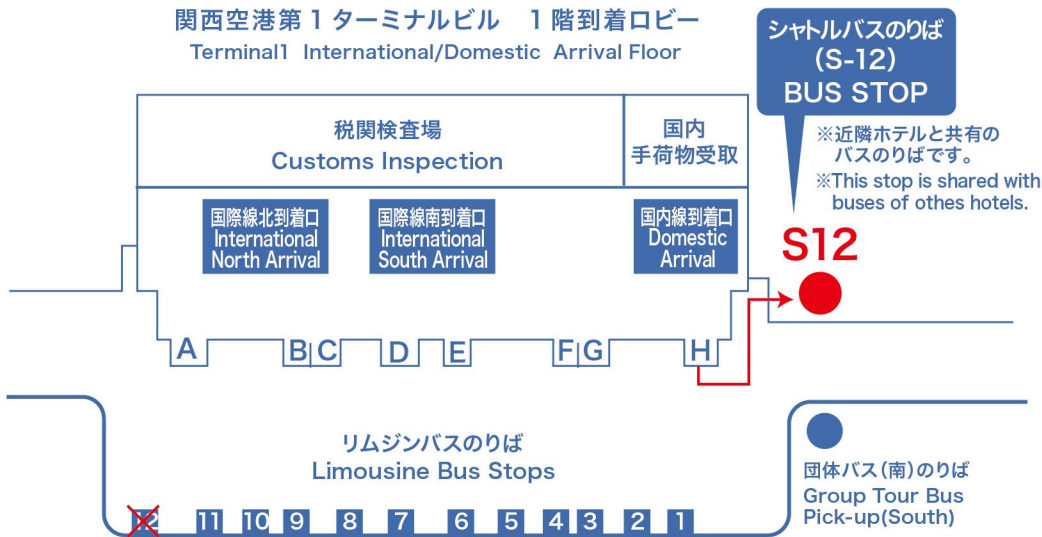 関西空港第1ターミナルビル 1階到着ロビー
Terminal1 International/Domestic Arrival Floor
シャトルバスのりば
(S-12)
BUS STOP
※近隣ホテルと共有の
バスのりばです。
※This stop is shared with
buses of othes hotels.
税関検査場
Customs Inspection
国内
手荷物受取
国際線北到着口
International
North Arrival
国際線南到着口
International
South Arrival
国内線到着口
Domestic
Arrival
S12
A B C D E F G H
リムジンバスのりば
Limousine Bus Stops
団体バス(南)のりば
Group Tour Bus
Pick-up(South)
12 11 10 9 8 7 6 5 4 3 2 1